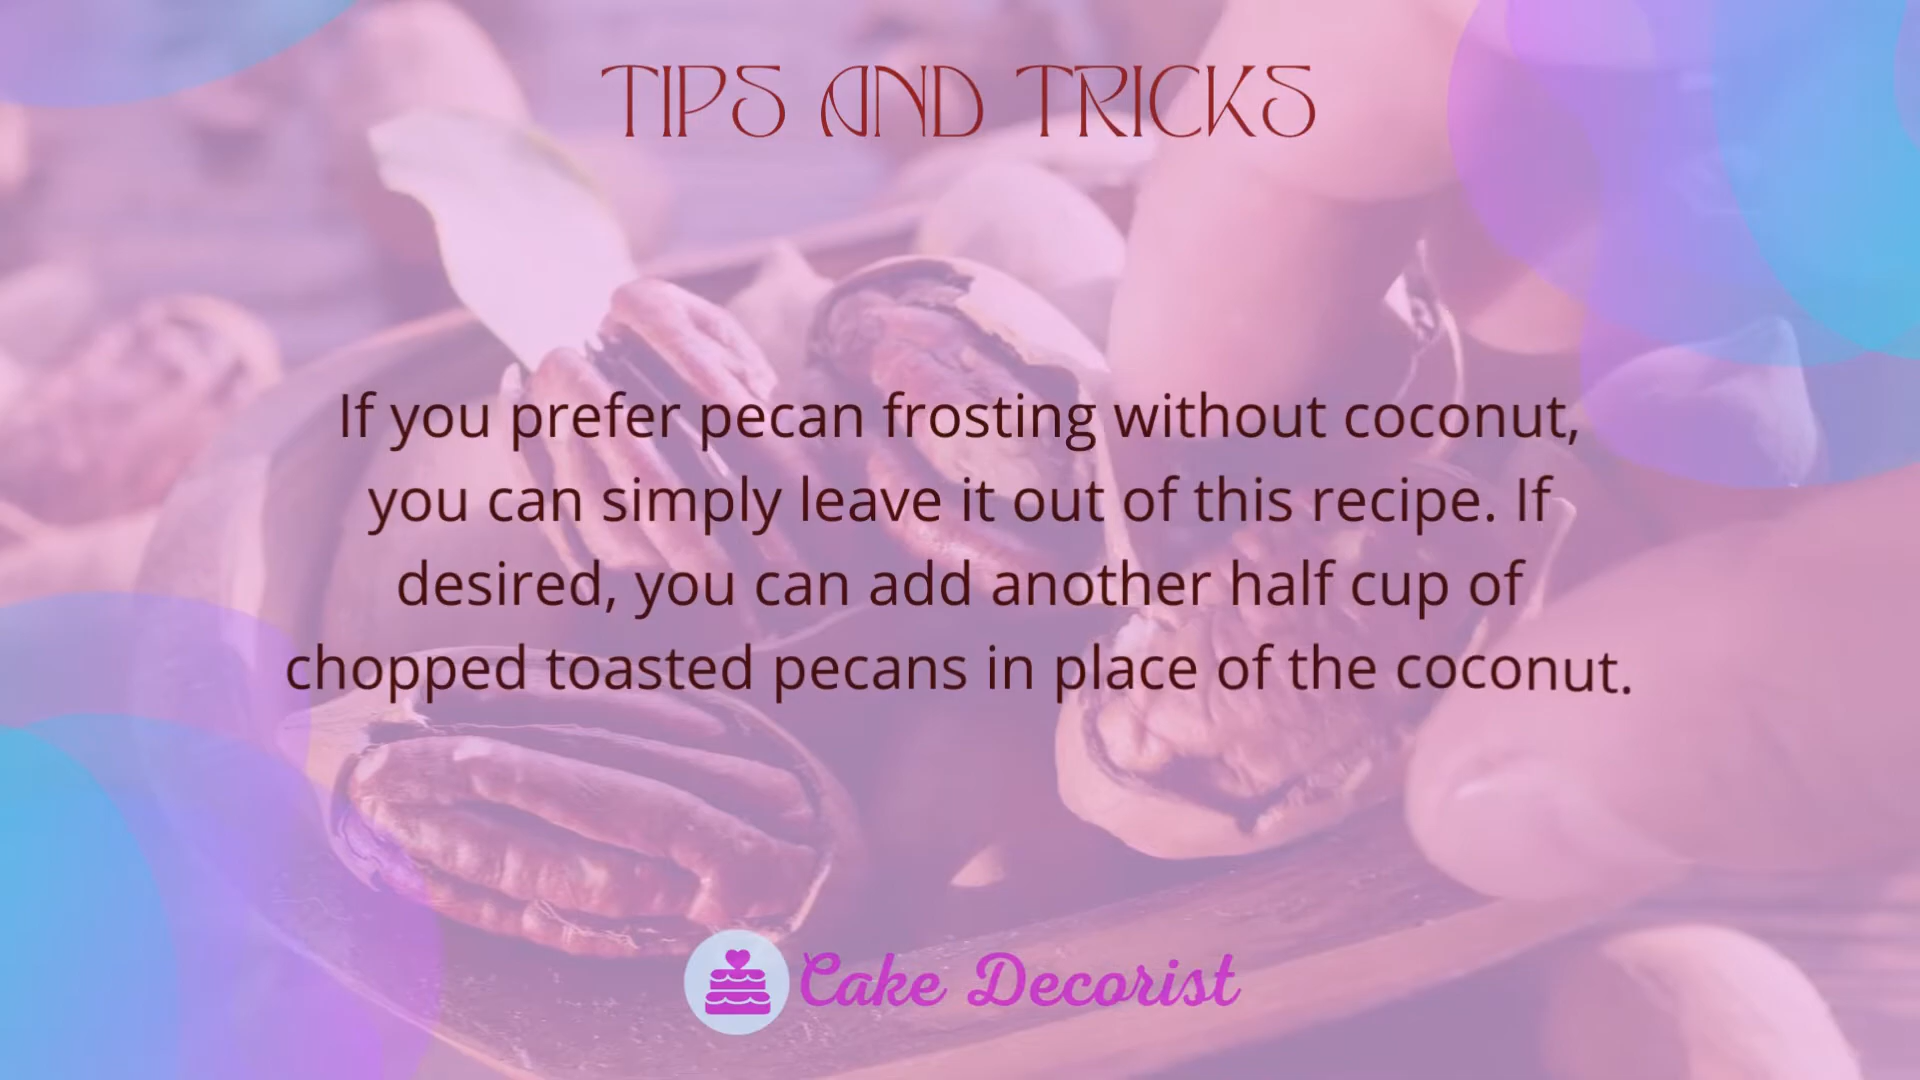 TIPS AND TRICKS
If you prefer pecan frosting without coconut,
you can simply leave it out of this recipe. If
desired, you can add another half cup of
chopped toasted pecans in place of the coconut.
Cake Decorist